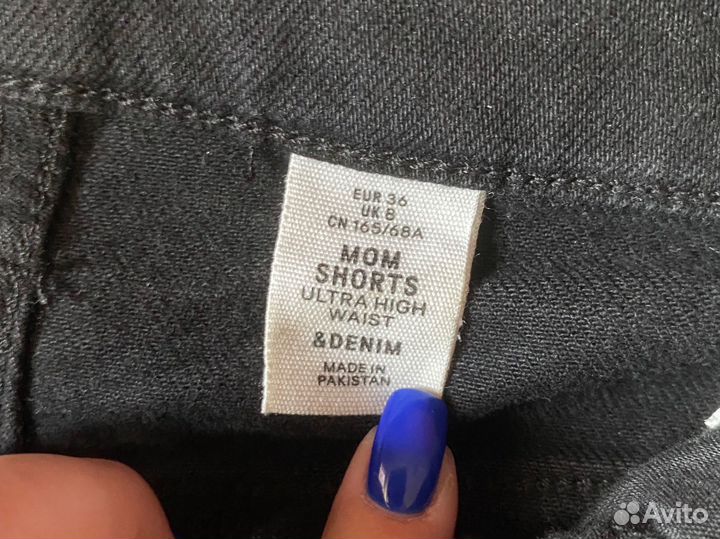 EUR 36
UK 8
CN 165/68A
MOM
SHORTS
ULTRA HIGH
WAIST
&DENIM
MADE IN
PAKISTAN
Avito